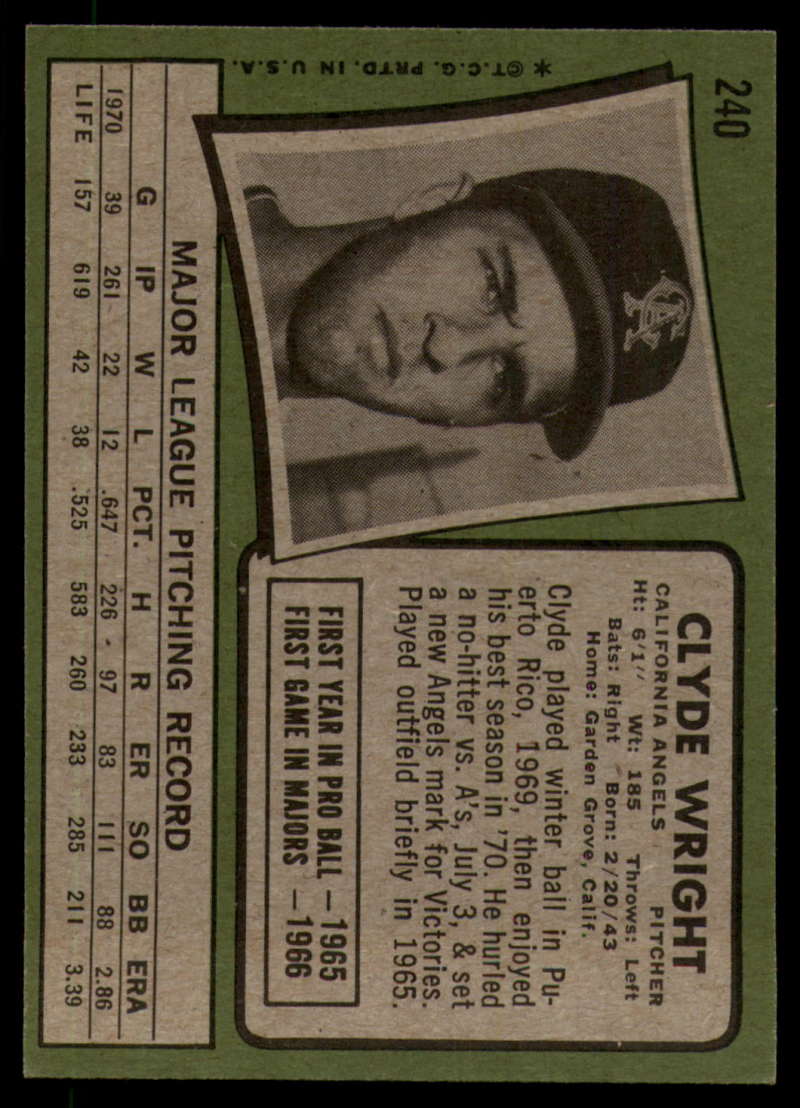 240
*©T.C.G. PRTD. IN U.S.A.
CA
CLYDE WRIGHT
CALIFORNIA ANGELS PITCHER
Ht: 6'1" Wt: 185 Throws: Left
Bats: Right Born: 2/20/43
Home: Garden Grove, Calif.
Clyde played winter ball in Pu-
erto Rico, 1969, then enjoyed
his best season in '70. He hurled
a no-hitter vs. A's, July 3, & set
a new Angels mark for Victories.
Played outfield briefly in 1965.
FIRST YEAR IN PRO BALL — 1965
FIRST GAME IN MAJORS — 1966
MAJOR LEAGUE PITCHING RECORD
G IP W L PCT. H R ER SO BB ERA
1970 39 261 22 12 .647 226 97 83 111 88 2.86
LIFE 157 619 42 38 .525 583 260 233 285 211 3.39